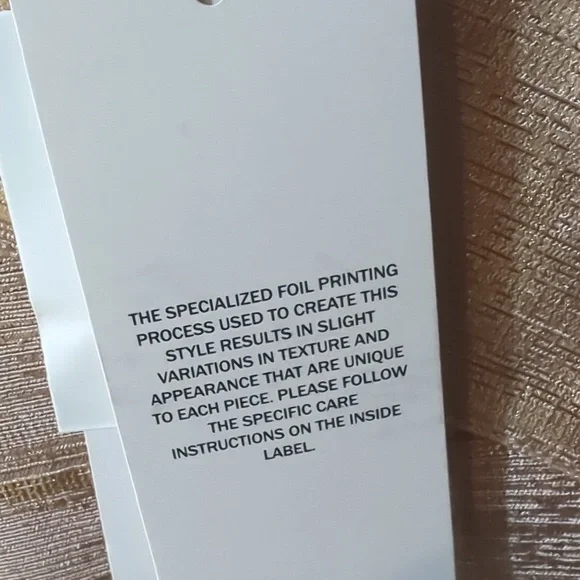 THE SPECIALIZED FOIL PRINTING
PROCESS USED TO CREATE THIS
STYLE RESULTS IN SLIGHT
VARIATIONS IN TEXTURE AND
APPEARANCE THAT ARE UNIQUE
TO EACH PIECE. PLEASE FOLLOW
THE SPECIFIC CARE
INSTRUCTIONS ON THE INSIDE
LABEL.